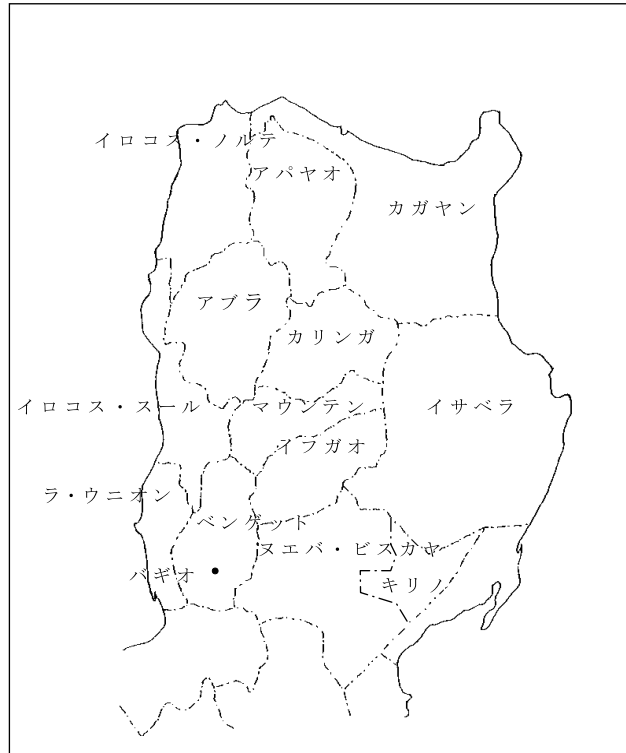 イロコス・ノルテ
アパヤオ
カガヤン
アブラ
カリンガ
イロコス・スール
マウンテン
イサベラ
イフガオ
ラ・ウニオン
ベンゲット
ヌエバ・ビスカヤ
バギオ
キリノ